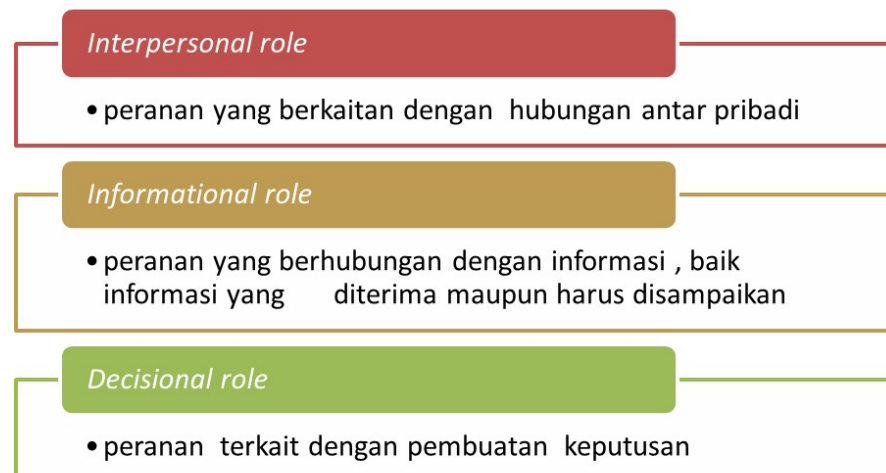 Interpersonal role
• peranan yang berkaitan dengan hubungan antar pribadi
Informational role
• peranan yang berhubungan dengan informasi , baik
informasi yang diterima maupun harus disampaikan
Decisional role
• peranan terkait dengan pembuatan keputusan